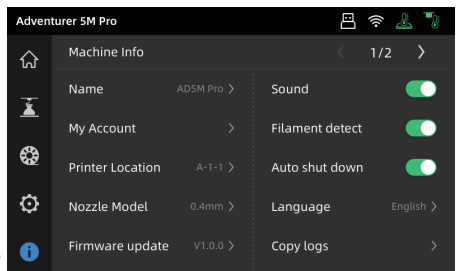 Adventurer 5M Pro
Machine Info
1/2
Name AD5M Pro
Sound
My Account
Filament detect
Printer Location A-1-1
Auto shut down
Nozzle Model 0.4mm
Language English
Firmware update V1.0.0
Copy logs